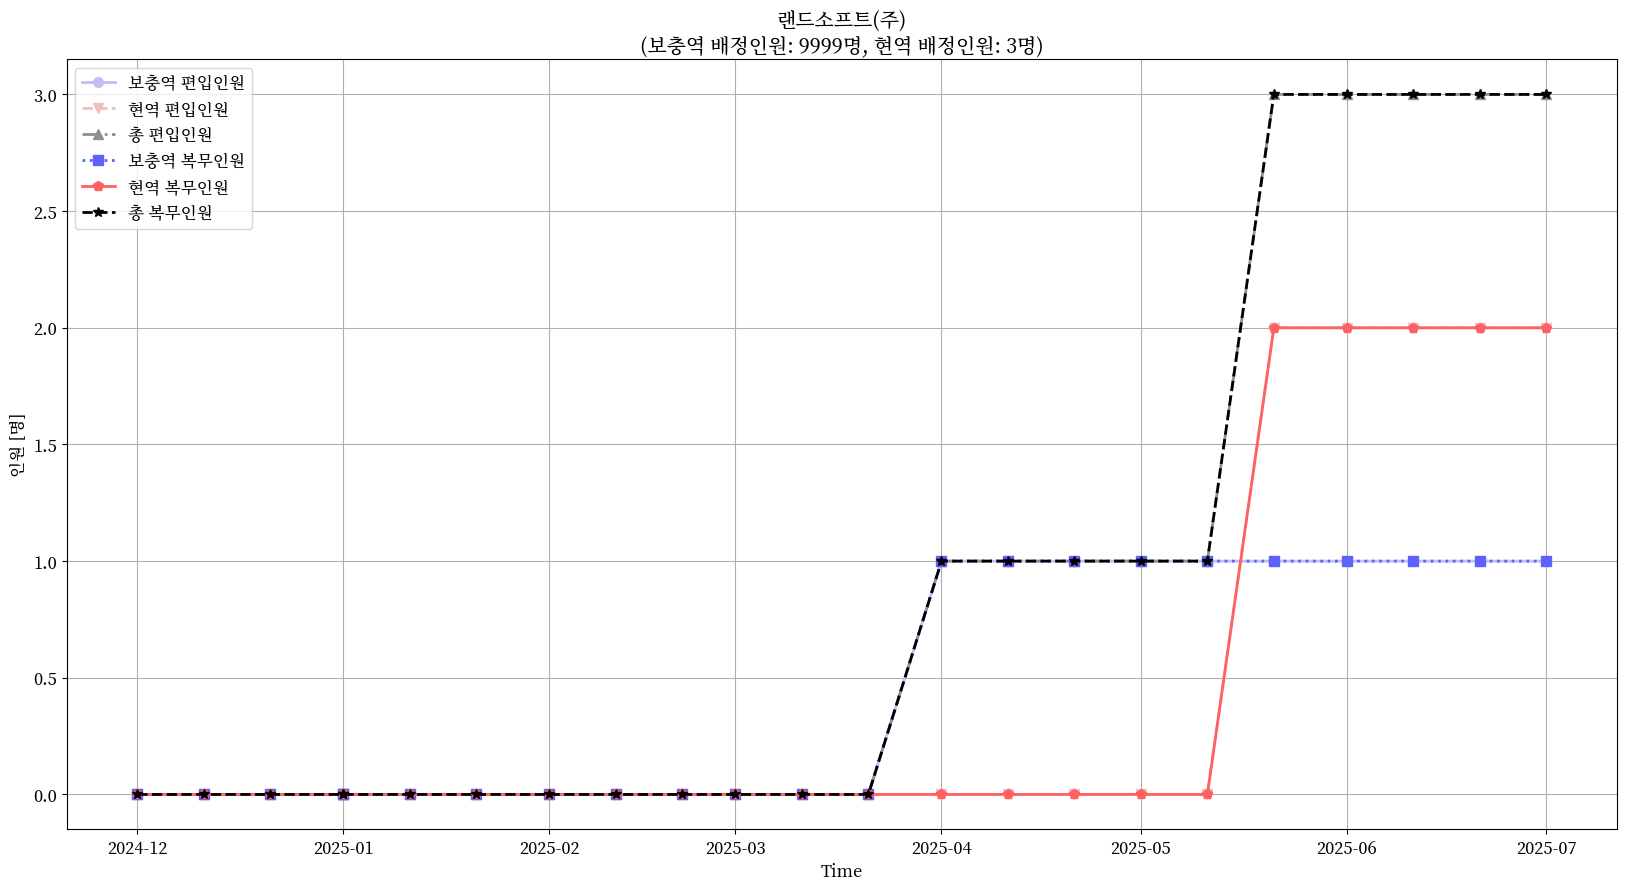 랜드소프트(주)
(보충역 배정인원: 9999명, 현역 배정인원: 3명)
보충역 편입인원
현역 편입인원
총 편입인원
보충역 복무인원
현역 복무인원
총 복무인원
3.0
2.5
2.0
1.5
1.0
0.5
0.0
인원 [명]
2024-12
2025-01
2025-02
2025-03
2025-04
2025-05
2025-06
2025-07
Time